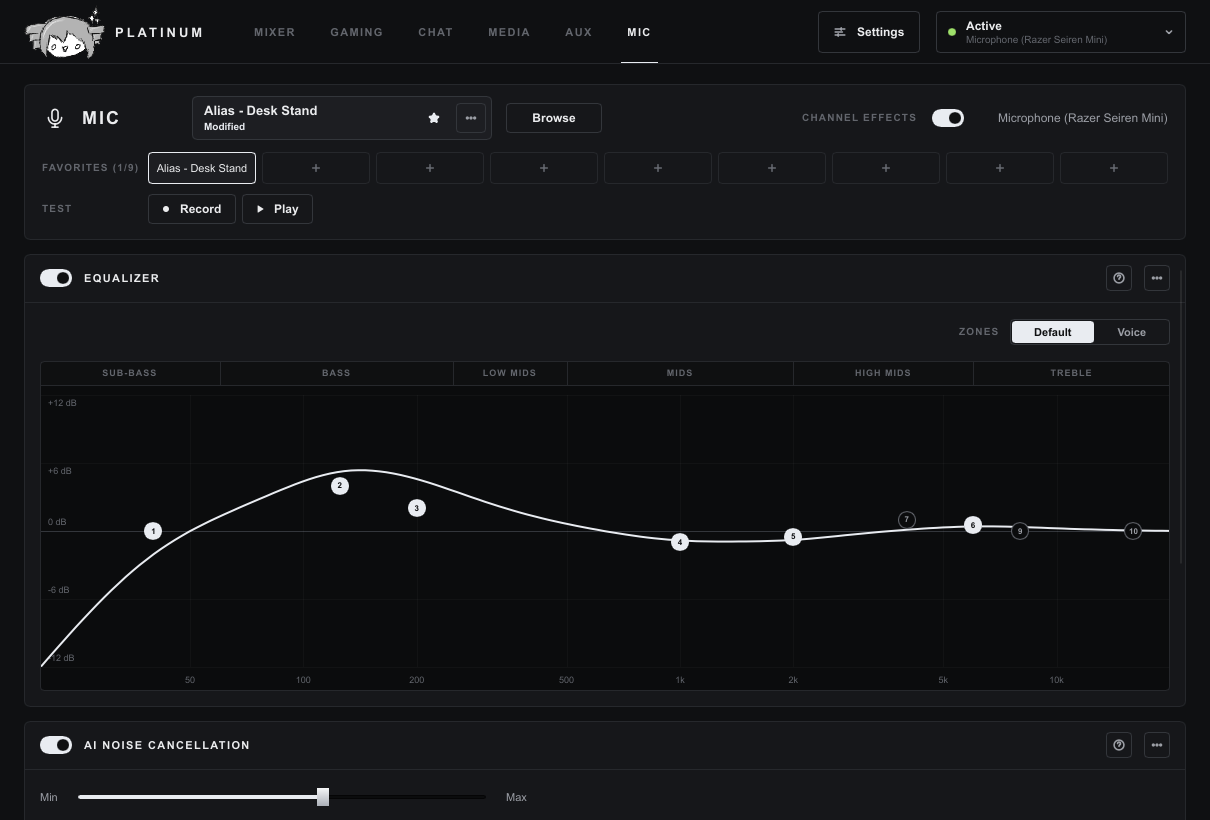 PLATINUM
MIXER GAMING CHAT MEDIA AUX MIC
Settings
Active
Microphone (Razer Seiren Mini)
MIC
Alias - Desk Stand
Modified
Browse
CHANNEL EFFECTS
Microphone (Razer Seiren Mini)
FAVORITES (1/9)
Alias - Desk Stand
+ + + + + + + +
TEST
Record
Play
EQUALIZER
ZONES
Default
Voice
SUB-BASS BASS LOW MIDS MIDS HIGH MIDS TREBLE
+12 dB
+6 dB
0 dB
-6 dB
-12 dB
1 2 3 4 5 7 6 9 10
50 100 200 500 1k 2k 5k 10k
AI NOISE CANCELLATION
Min
Max